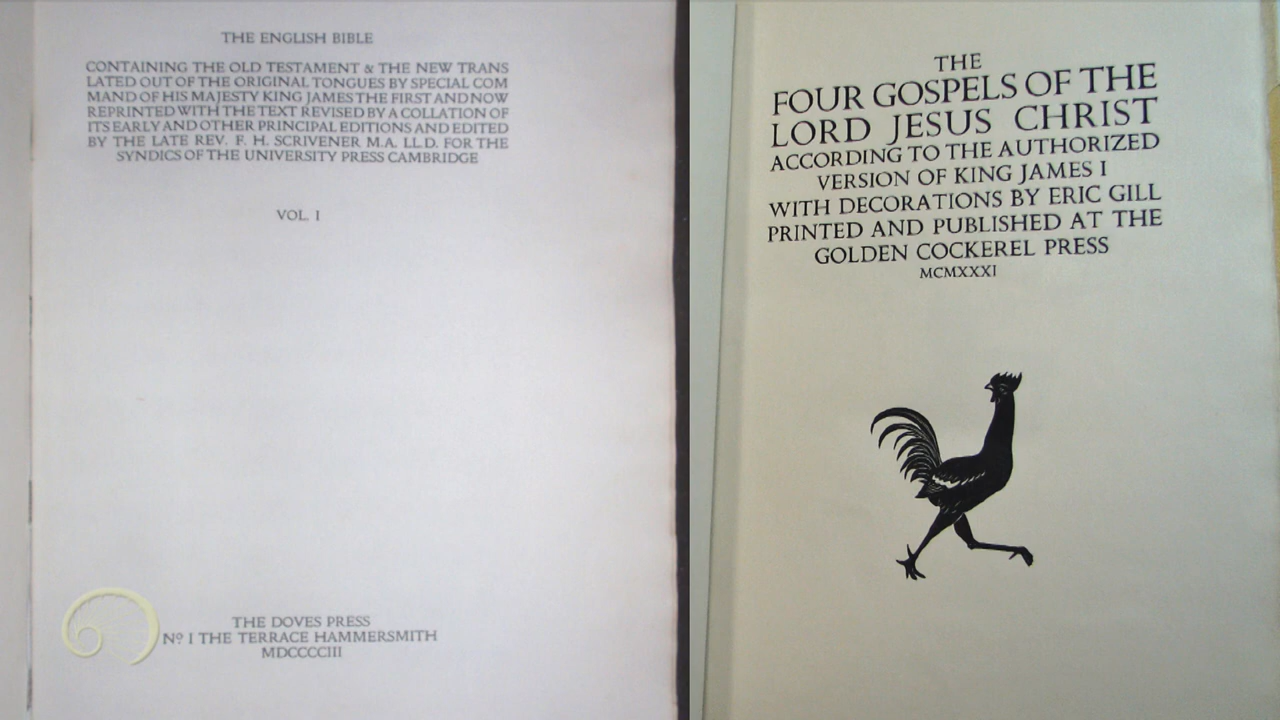 THE ENGLISH BIBLE
CONTAINING THE OLD TESTAMENT & THE NEW TRANS
LATED OUT OF THE ORIGINAL TONGUES BY SPECIAL COM
MAND OF HIS MAJESTY KING JAMES THE FIRST AND NOW
REPRINTED WITH THE TEXT REVISED BY A COLLATION OF
ITS EARLY AND OTHER PRINCIPAL EDITIONS AND EDITED
BY THE LATE REV. F. H. SCRIVENER M.A. LL.D. FOR THE
SYNDICS OF THE UNIVERSITY PRESS CAMBRIDGE
VOL. I
THE DOVES PRESS
Nº I THE TERRACE HAMMERSMITH
MDCCCCIII
THE
FOUR GOSPELS OF THE
LORD JESUS CHRIST
ACCORDING TO THE AUTHORIZED
VERSION OF KING JAMES I
WITH DECORATIONS BY ERIC GILL
PRINTED AND PUBLISHED AT THE
GOLDEN COCKEREL PRESS
MCMXXXI